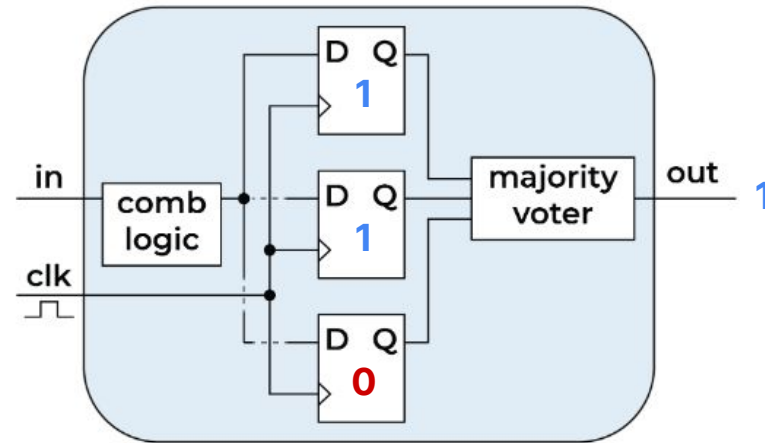 D Q
1
in
comb
logic
D Q
1
majority
voter
out
1
clk
D Q
0